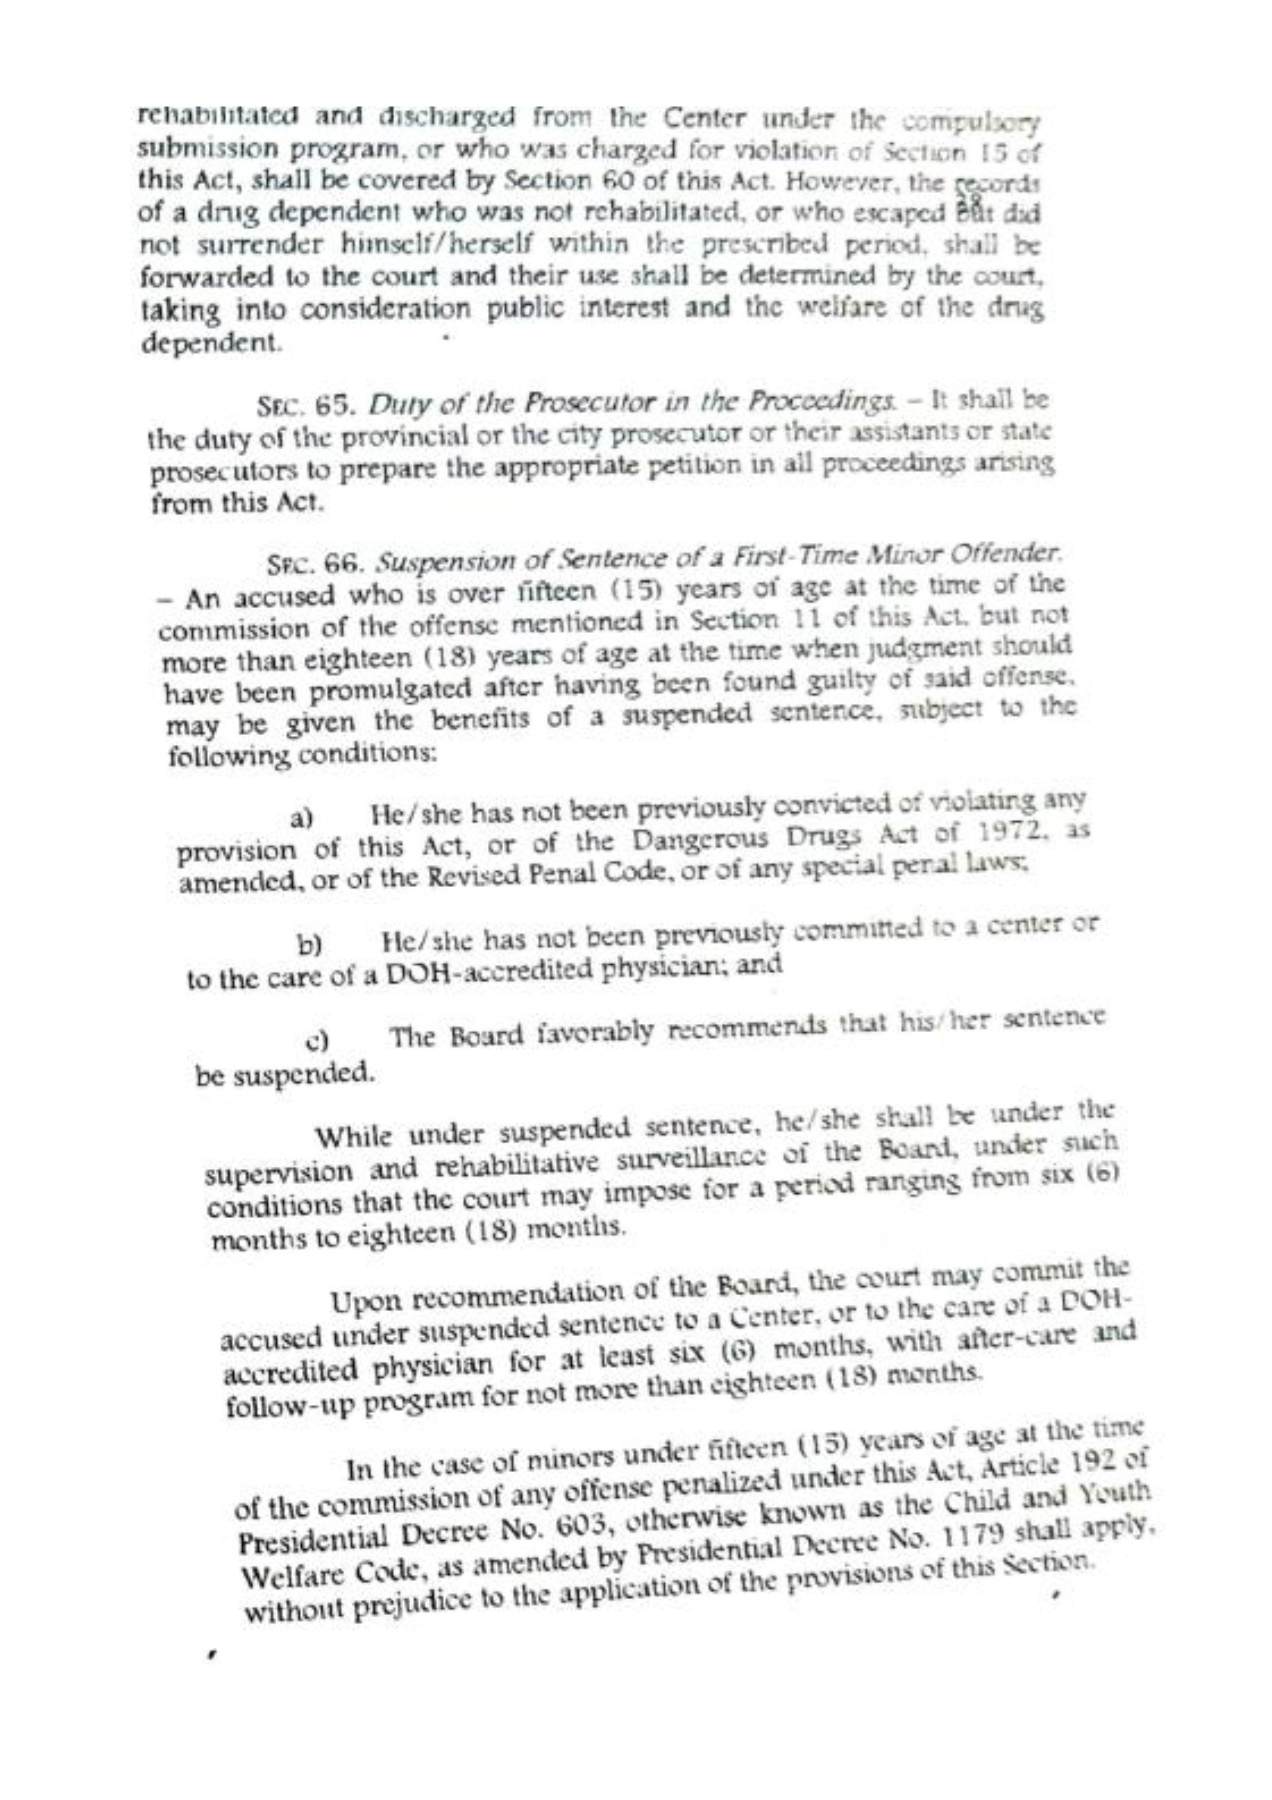 rehabilitated and discharged from the Center under the compulsory
submission program, or who was charged for violation of Section 15 of
this Act, shall be covered by Section 60 of this Act. However, the records
38
of a drug dependent who was not rehabilitated, or who escaped but did
not surrender himself/herself within the prescribed period, shall be
forwarded to the court and their use shall be determined by the court,
taking into consideration public interest and the welfare of the drug
dependent.
SEC. 65. Duty of the Prosecutor in the Proceedings. – It shall be
the duty of the provincial or the city prosecutor or their assistants or state
prosecutors to prepare the appropriate petition in all proceedings arising
from this Act.
SEC. 66. Suspension of Sentence of a First-Time Minor Offender.
– An accused who is over fifteen (15) years of age at the time of the
commission of the offense mentioned in Section 11 of this Act, but not
more than eighteen (18) years of age at the time when judgment should
have been promulgated after having been found guilty of said offense,
may be given the benefits of a suspended sentence, subject to the
following conditions:
a) He/she has not been previously convicted of violating any
provision of this Act, or of the Dangerous Drugs Act of 1972, as
amended, or of the Revised Penal Code, or of any special penal laws;
b) He/she has not been previously committed to a center or
to the care of a DOH-accredited physician; and
c) The Board favorably recommends that his/her sentence
be suspended.
While under suspended sentence, he/she shall be under the
supervision and rehabilitative surveillance of the Board, under such
conditions that the court may impose for a period ranging from six (6)
months to eighteen (18) months.
Upon recommendation of the Board, the court may commit the
accused under suspended sentence to a Center, or to the care of a DOH-
accredited physician for at least six (6) months, with after-care and
follow-up program for not more than eighteen (18) months.
In the case of minors under fifteen (15) years of age at the time
of the commission of any offense penalized under this Act, Article 192 of
Presidential Decree No. 603, otherwise known as the Child and Youth
Welfare Code, as amended by Presidential Decree No. 1179 shall apply,
without prejudice to the application of the provisions of this Section.